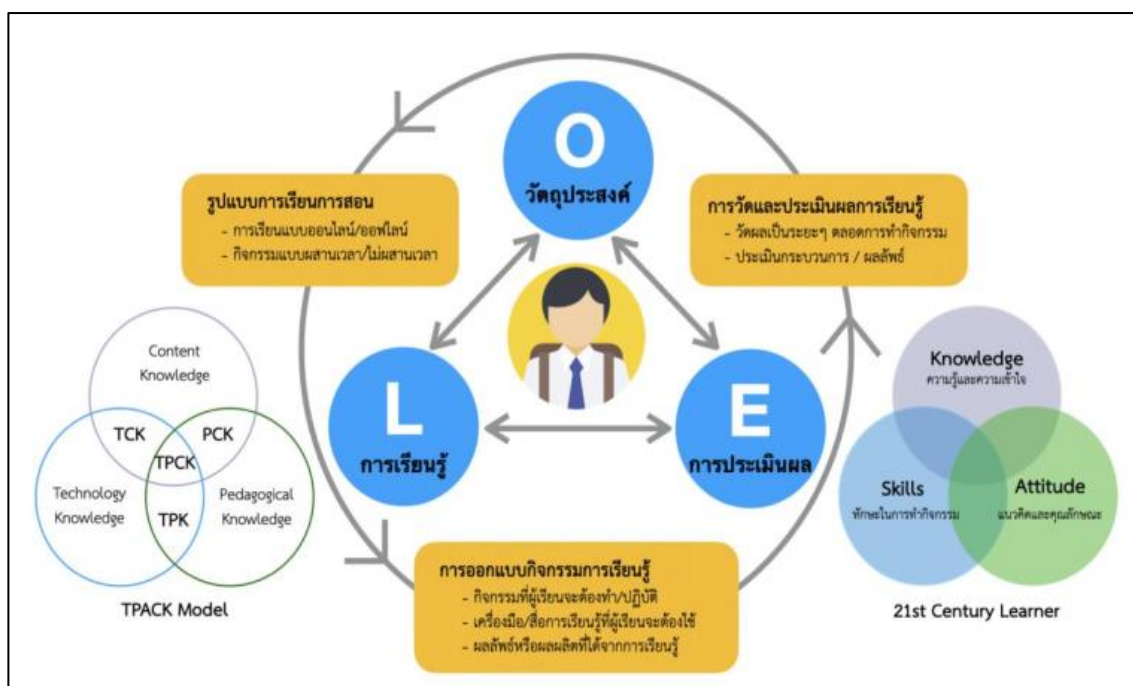 O
วัตถุประสงค์
รูปแบบการเรียนการสอน
- การเรียนแบบออนไลน์/ออฟไลน์
- กิจกรรมแบบผสานเวลา/ไม่ผสานเวลา
การวัดและประเมินผลการเรียนรู้
- วัดผลเป็นระยะๆ ตลอดการทำกิจกรรม
- ประเมินกระบวนการ / ผลลัพธ์
L
การเรียนรู้
E
การประเมินผล
Content
Knowledge
TCK
PCK
TPCK
Technology
Knowledge
TPK
Pedagogical
Knowledge
TPACK Model
Knowledge
ความรู้และความเข้าใจ
Skills
ทักษะในการทำกิจกรรม
Attitude
แนวคิดและคุณลักษณะ
21st Century Learner
การออกแบบกิจกรรมการเรียนรู้
- กิจกรรมที่ผู้เรียนจะต้องทำ/ปฏิบัติ
- เครื่องมือ/สื่อการเรียนรู้ที่ผู้เรียนจะต้องใช้
- ผลลัพธ์หรือผลผลิตที่ได้จากการเรียนรู้